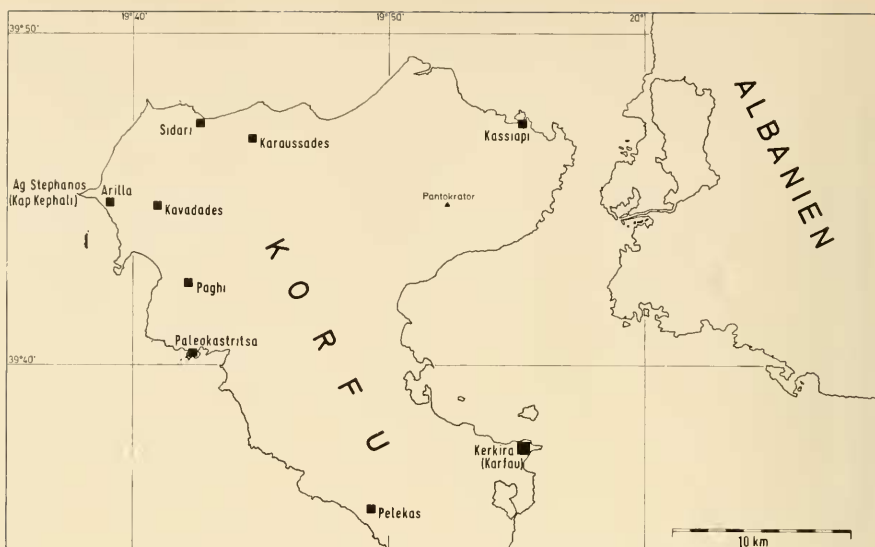 19°40'
19°50'
20°
39°50'
ALBANIEN
Sidari
Karaussades
Kassiapi
Ag Stephanos
(Kap Kephali)
Arilla
Kavadades
Pantokrator
KORFU
Paghi
Paleokastritsa
39°40'
Kerkira
(Karfau)
Pelekas
10 km